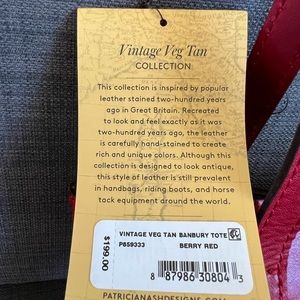 Vintage Veg Tan
COLLECTION
This collection is inspired by popular
leather stained two-hundred years
ago in Great Britain. Recreated
to look and feel exactly as it was
two-hundred years ago, the leather
is carefully hand-stained to create
rich and unique colors. Although this
collection is designed to look antique,
this style of leather is still prevalent
in handbags, riding boots, and horse
tack equipment around the world.
$199.00
VINTAGE VEG TAN BANBURY TOTE
P859333 BERRY RED
8 87986 30804 3
PATRICIANASHDESIGNS.COM